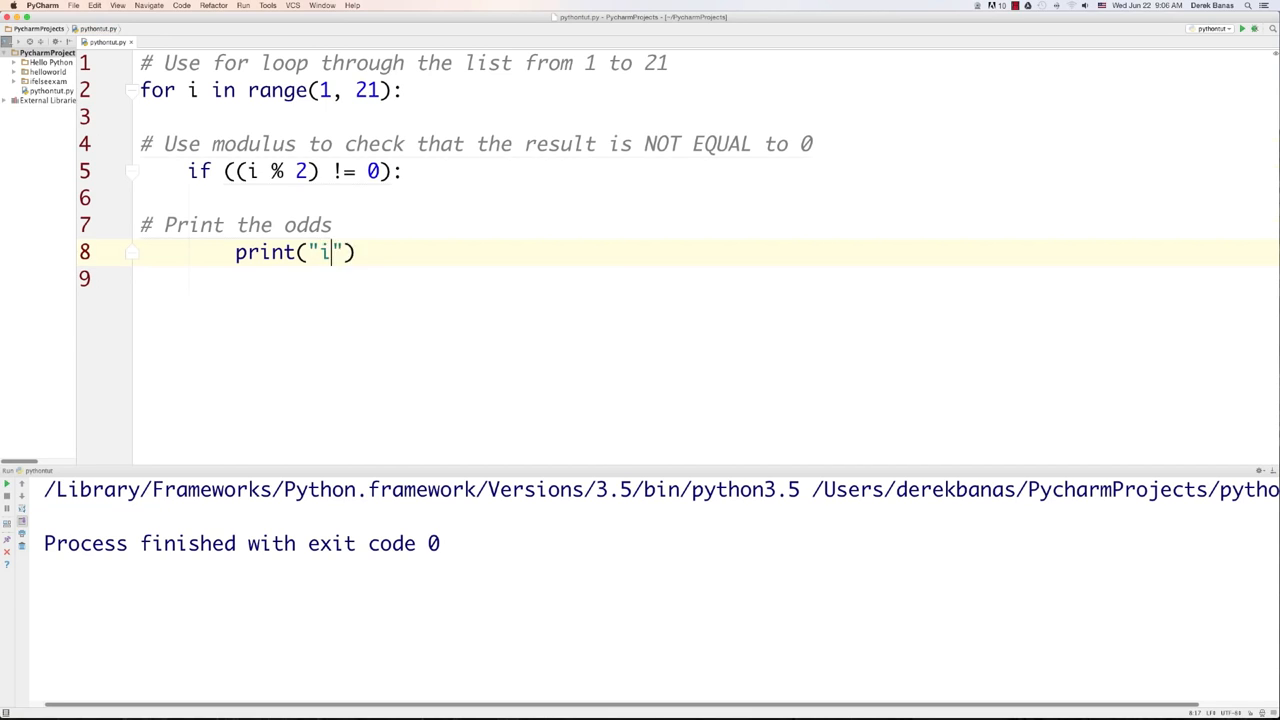 PyCharm File Edit View Navigate Code Refactor Run Tools VCS Window Help
10 Wed Jun 22 9:06 AM Derek Banas
pythontut.py - PycharmProjects - [~/PycharmProjects]
PycharmProjects pythontut.py
pythontut
pythontut.py
PycharmProject
Hello Python
helloworld
ifelseexam
pythontut.py
External Librarie
1 # Use for loop through the list from 1 to 21
2 for i in range(1, 21):
3
4 # Use modulus to check that the result is NOT EQUAL to 0
5 if ((i % 2) != 0):
6
7 # Print the odds
8 print("i")
9
Run pythontut
/Library/Frameworks/Python.framework/Versions/3.5/bin/python3.5 /Users/derekbanas/PycharmProjects/pytho
Process finished with exit code 0
8:17 LF÷ UTF-8÷